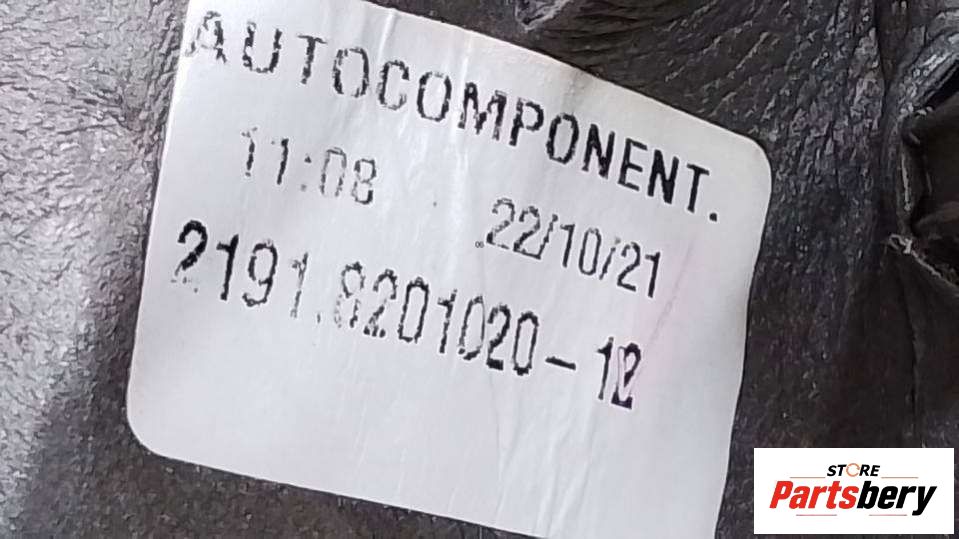 AUTOCOMPONENT.
11:08 22/10/21
2191.8201020-12
STORE
Partsbery